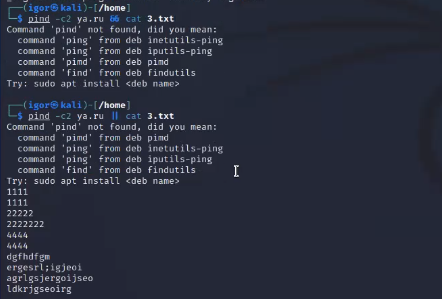 ┌──(igor㉿kali)-[/home]
└─$ pind -c2 ya.ru && cat 3.txt
Command 'pind' not found, did you mean:
  command 'ping' from deb inetutils-ping
  command 'ping' from deb iputils-ping
  command 'pimd' from deb pimd
  command 'find' from deb findutils
Try: sudo apt install <deb name>
┌──(igor㉿kali)-[/home]
└─$ pind -c2 ya.ru || cat 3.txt
Command 'pind' not found, did you mean:
  command 'pimd' from deb pimd
  command 'ping' from deb inetutils-ping
  command 'ping' from deb iputils-ping
  command 'find' from deb findutils
Try: sudo apt install <deb name>
1111
1111
22222
2222222
4444
4444
dgfhdfgm
ergesrl;igjeoi
agrlgsjergoijseo
ldkrjgseoirg